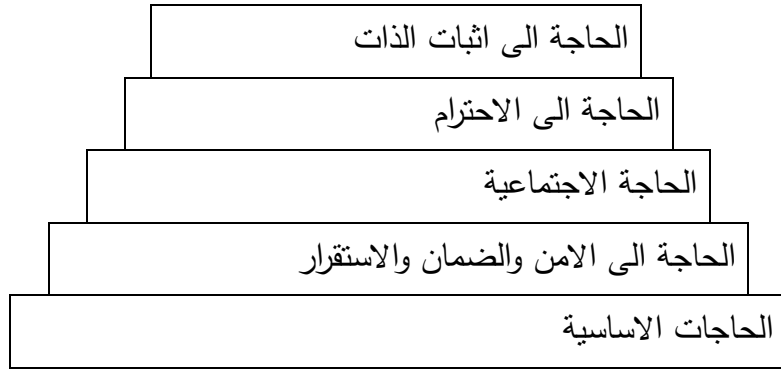 الحاجة الى اثبات الذات
الحاجة الى الاحترام
الحاجة الاجتماعية
الحاجة الى الامن والضمان والاستقرار
الحاجات الاساسية